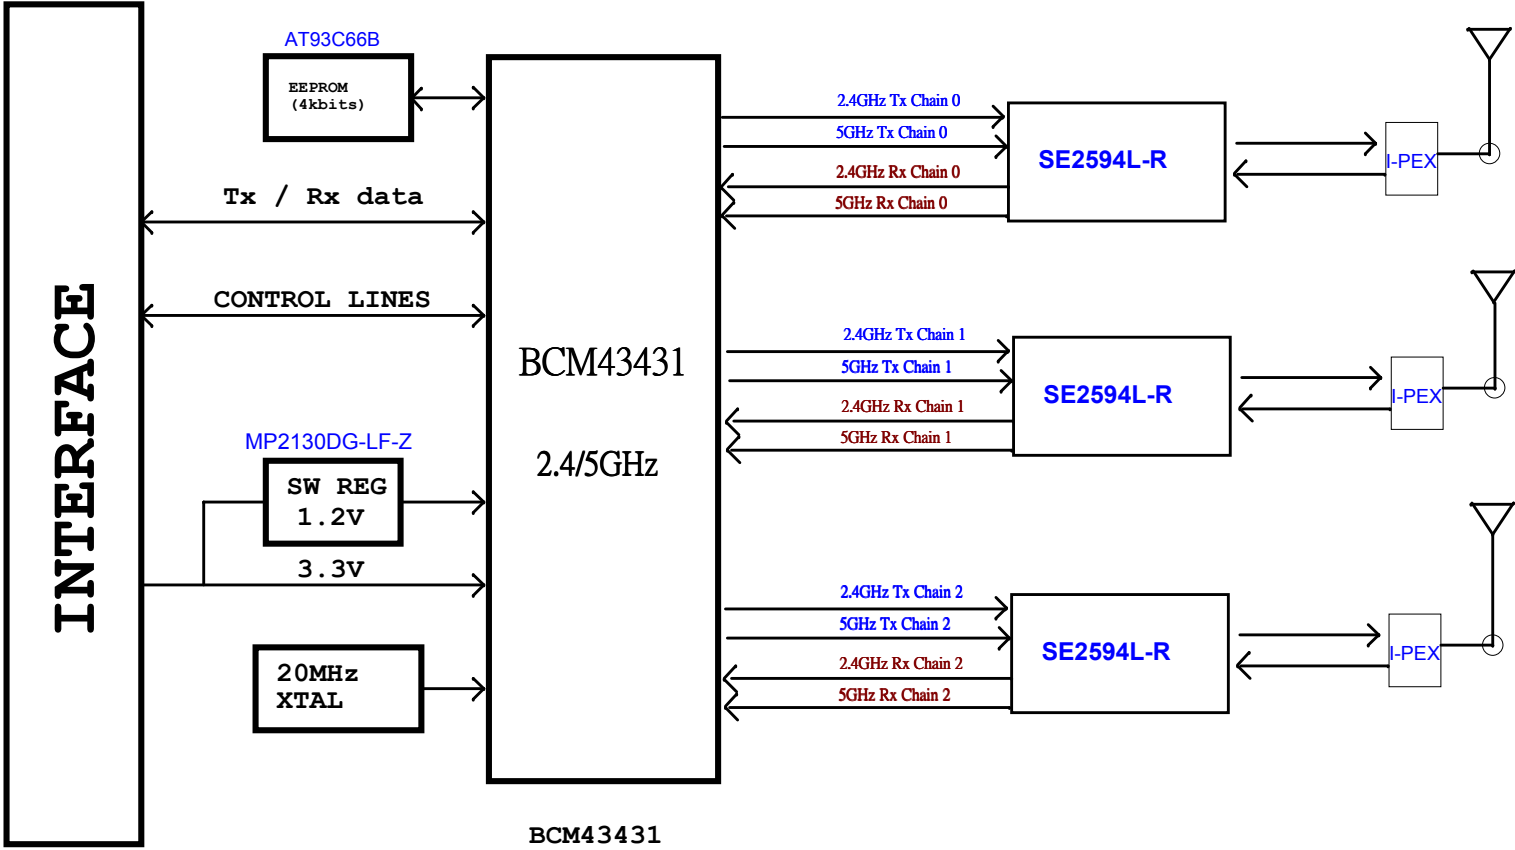 INTERFACE
AT93C66B
EEPROM
(4kbits)
Tx / Rx data
CONTROL LINES
MP2130DG-LF-Z
SW REG
1.2V
3.3V
20MHz
XTAL
BCM43431
2.4/5GHz
BCM43431
2.4GHz Tx Chain 0
5GHz Tx Chain 0
2.4GHz Rx Chain 0
5GHz Rx Chain 0
SE2594L-R
I-PEX
2.4GHz Tx Chain 1
5GHz Tx Chain 1
2.4GHz Rx Chain 1
5GHz Rx Chain 1
SE2594L-R
I-PEX
2.4GHz Tx Chain 2
5GHz Tx Chain 2
2.4GHz Rx Chain 2
5GHz Rx Chain 2
SE2594L-R
I-PEX